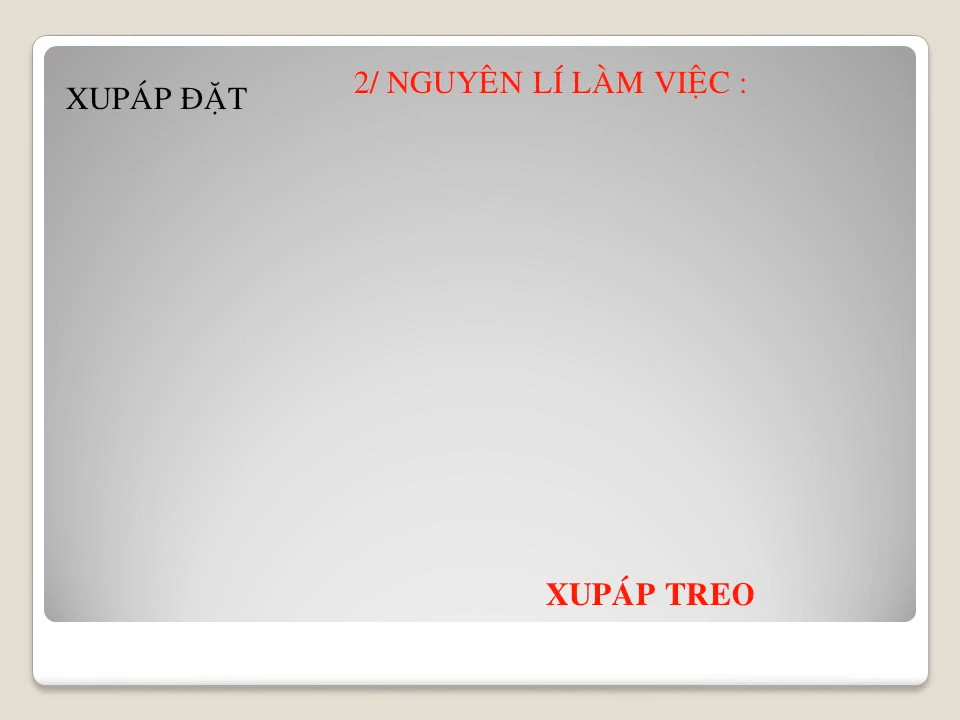 2/ NGUYÊN LÍ LÀM VIỆC :
XUPÁP ĐẶT
XUPÁP TREO